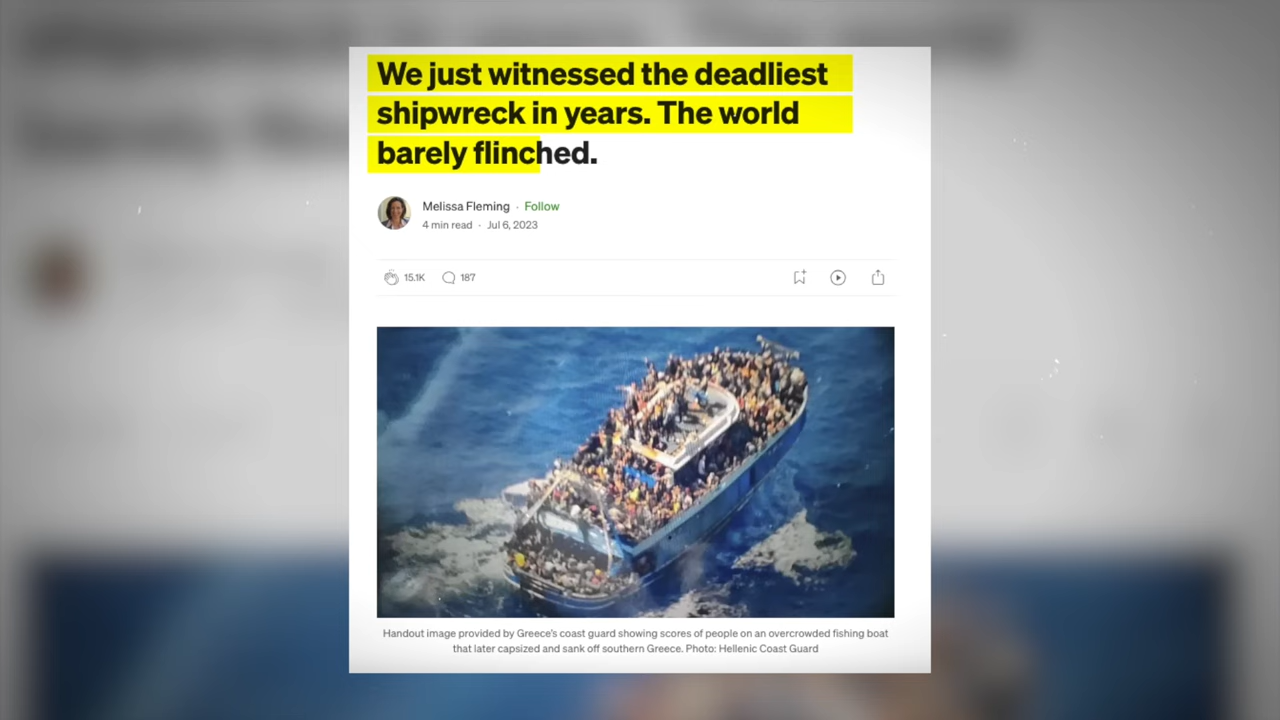 We just witnessed the deadliest
shipwreck in years. The world
barely flinched.
Melissa Fleming · Follow
4 min read · Jul 6, 2023
15.1K 187
Handout image provided by Greece's coast guard showing scores of people on an overcrowded fishing boat
that later capsized and sank off southern Greece. Photo: Hellenic Coast Guard